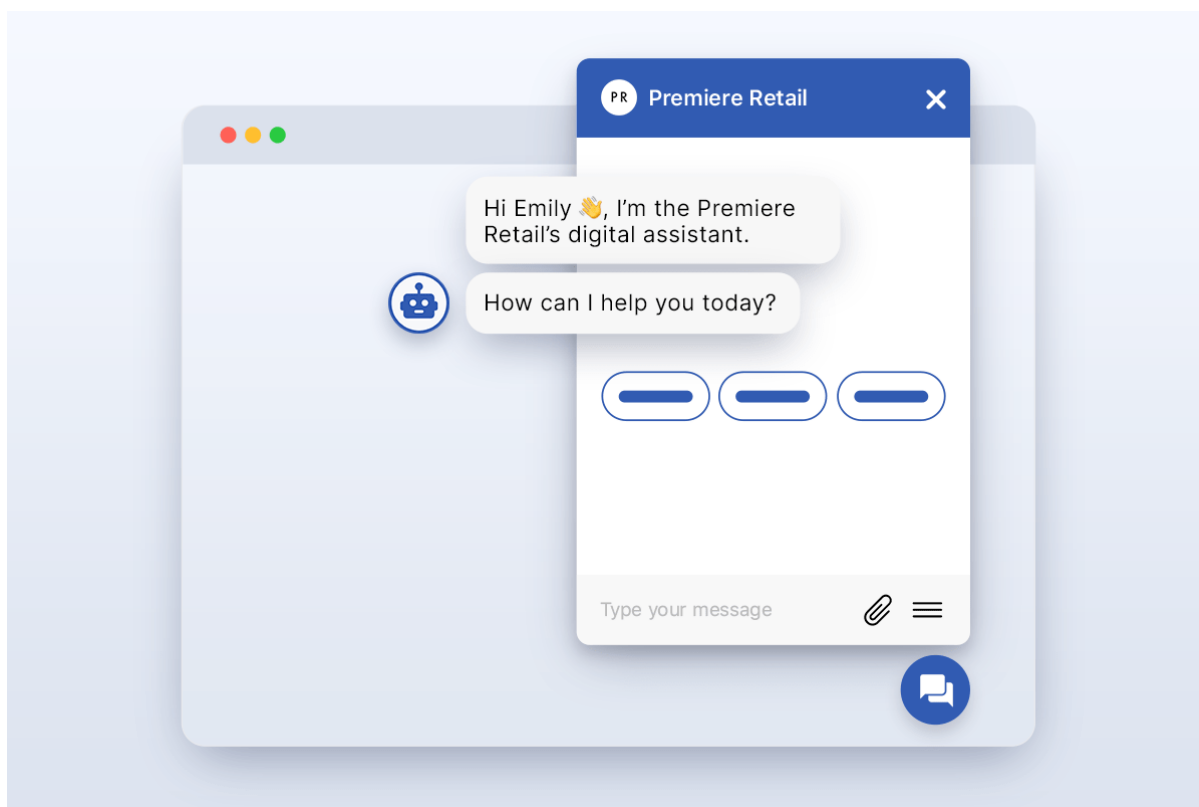 PR Premiere Retail
Hi Emily 👋, I’m the Premiere
Retail’s digital assistant.
How can I help you today?
Type your message